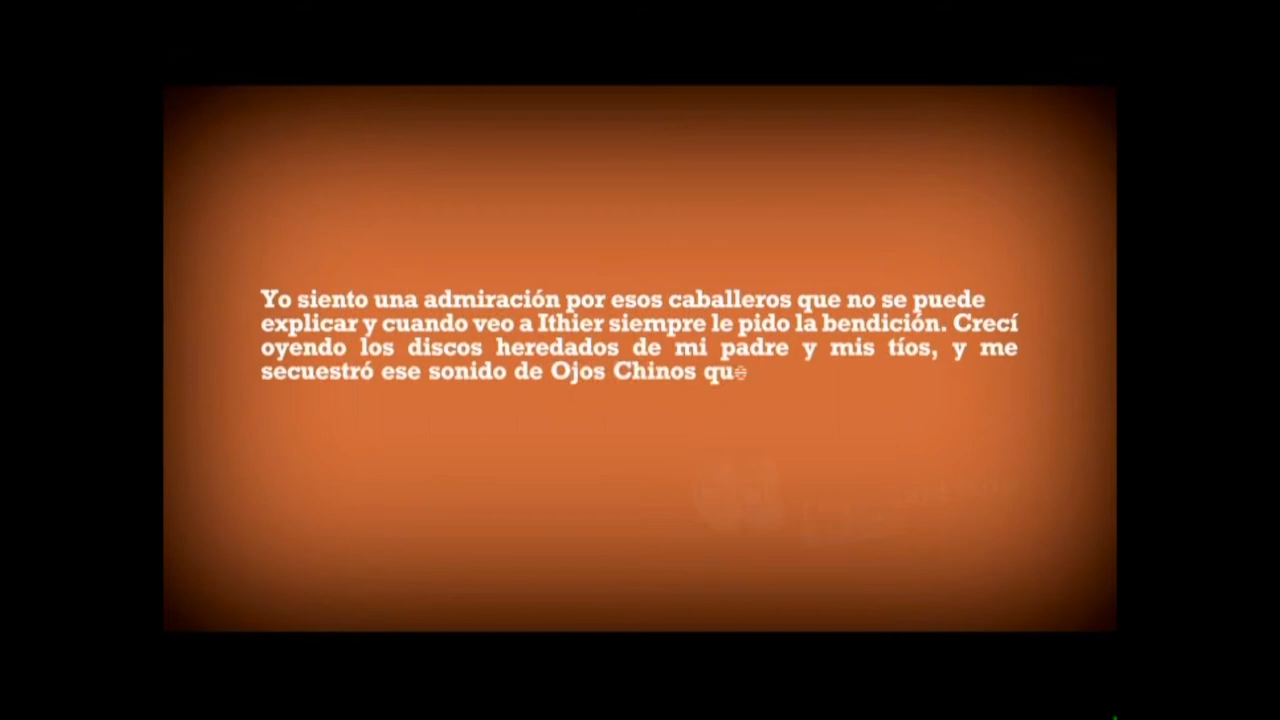 Yo siento una admiración por esos caballeros que no se puede
explicar y cuando veo a Ithier siempre le pido la bendición. Crecí
oyendo los discos heredados de mi padre y mis tíos, y me
secuestró ese sonido de Ojos Chinos que